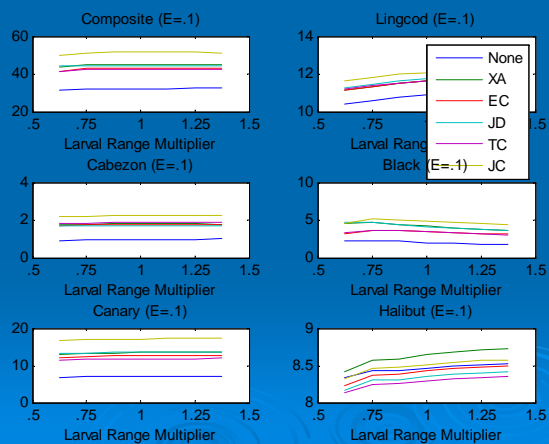 Composite (E=.1)
Lingcod (E=.1)
60
40
20
14
12
10
.5 .75 1 1.25 1.5
.5 .75 1 1.25 1.5
Larval Range Multiplier
Larval Range Mul
None
XA
EC
JD
TC
JC
Cabezon (E=.1)
Black (E=.1)
4
2
0
10
5
0
.5 .75 1 1.25 1.5
.5 .75 1 1.25 1.5
Larval Range Multiplier
Larval Range Multiplier
Canary (E=.1)
Halibut (E=.1)
20
10
0
9
8.5
8
.5 .75 1 1.25 1.5
.5 .75 1 1.25 1.5
Larval Range Multiplier
Larval Range Multiplier